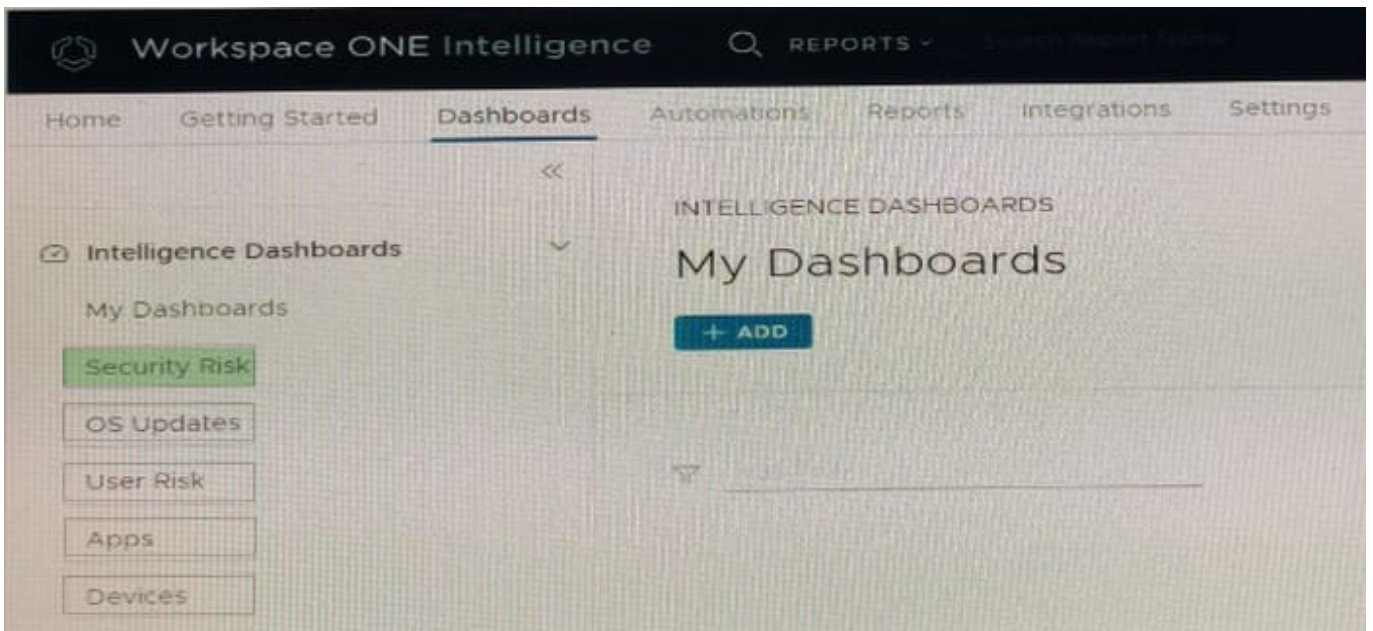 Workspace ONE Intelligence REPORTS
Home Getting Started Dashboards Automations Reports Integrations Settings
INTELLIGENCE DASHBOARDS
Intelligence Dashboards
My Dashboards
My Dashboards
+ ADD
Security Risk
OS Updates
User Risk
Apps
Devices